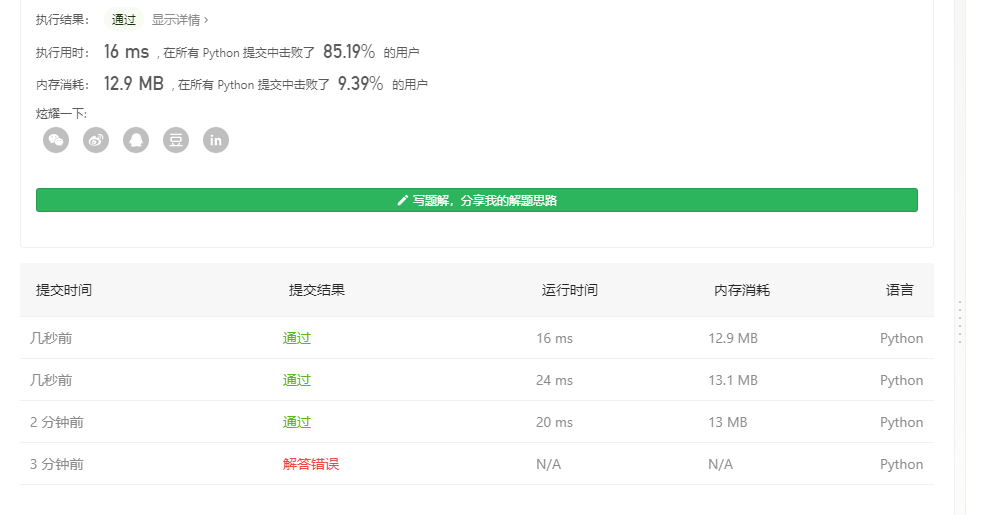 执行结果： 通过 显示详情 ›
执行用时： 16 ms , 在所有 Python 提交中击败了 85.19% 的用户
内存消耗： 12.9 MB , 在所有 Python 提交中击败了 9.39% 的用户
炫耀一下:
豆 in
写题解，分享我的解题思路
提交时间 提交结果 运行时间 内存消耗 语言
几秒前 通过 16 ms 12.9 MB Python
几秒前 通过 24 ms 13.1 MB Python
2 分钟前 通过 20 ms 13 MB Python
3 分钟前 解答错误 N/A N/A Python